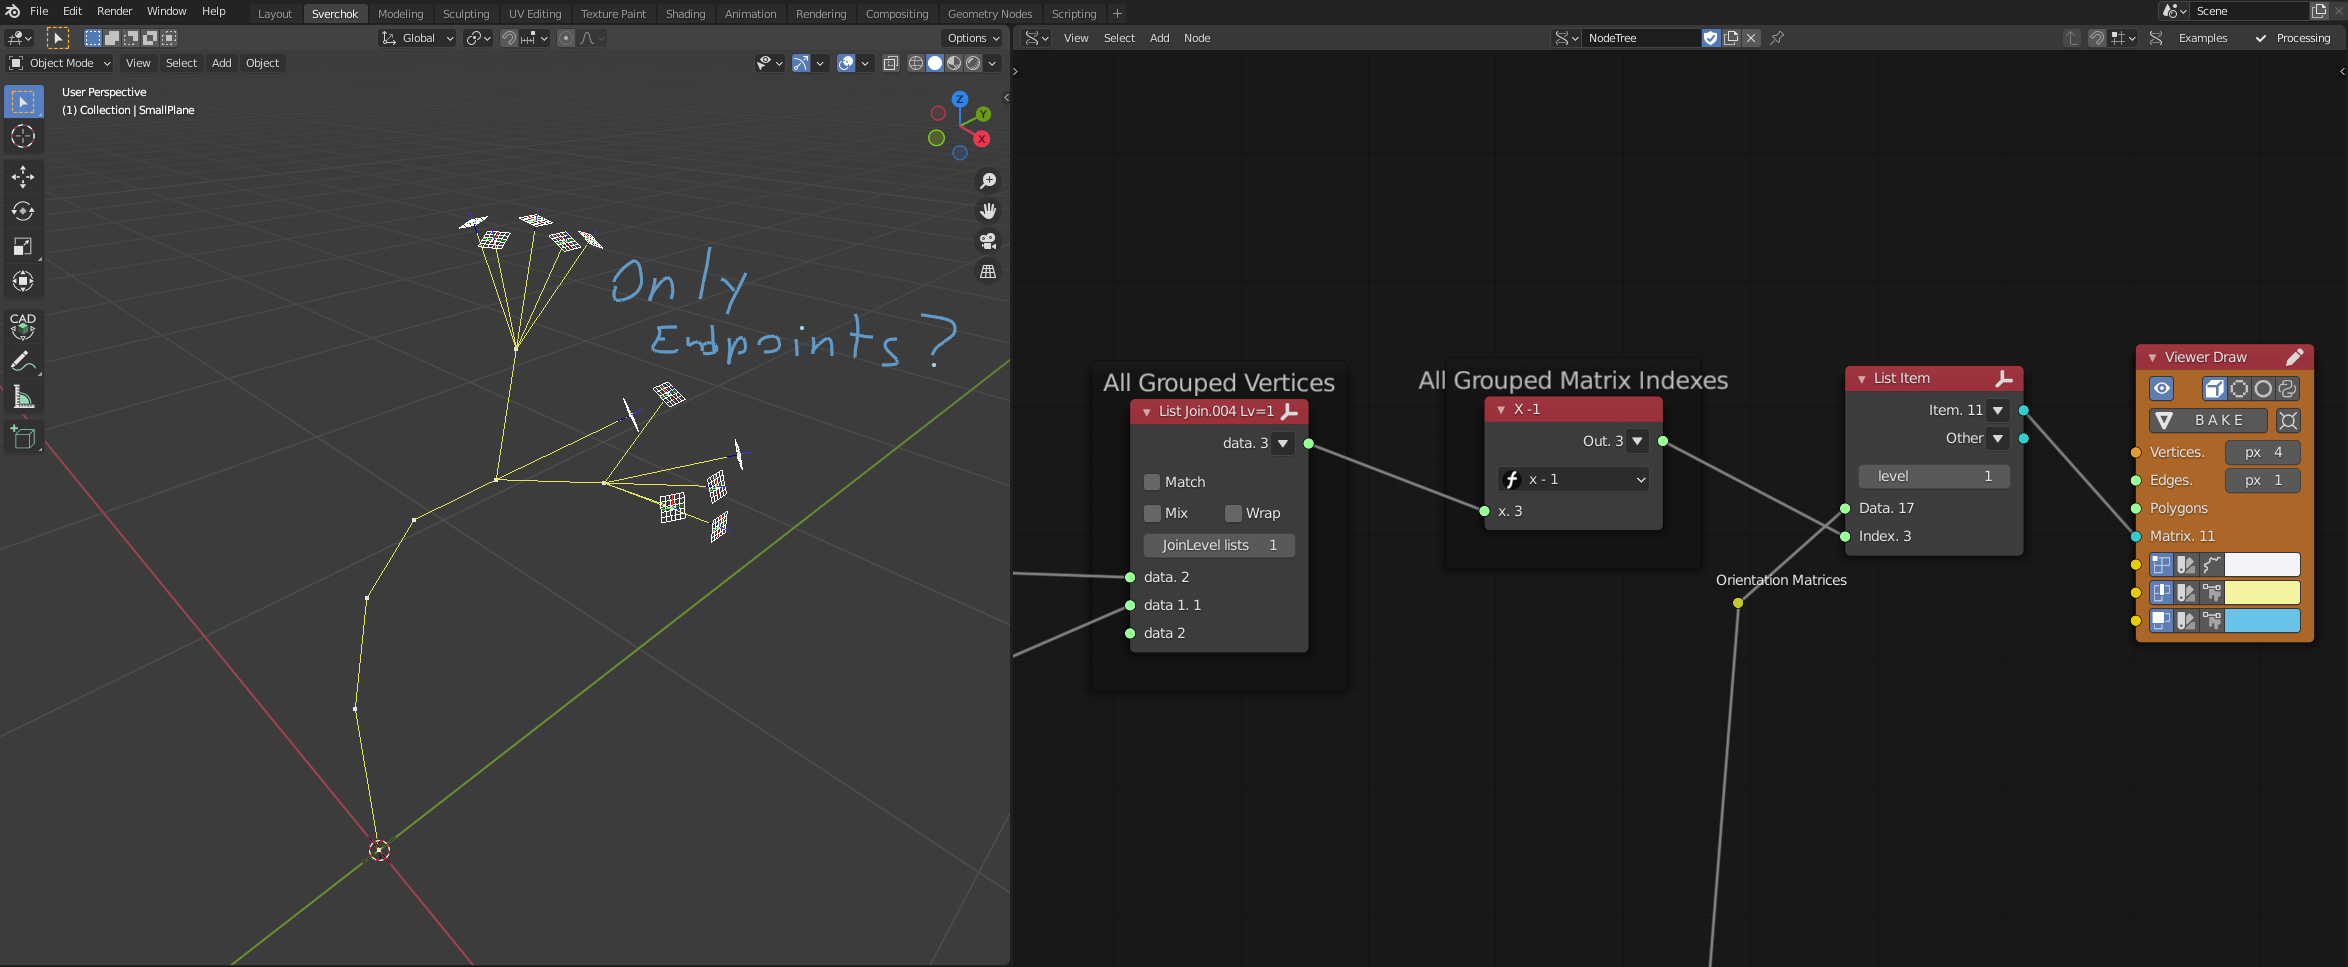 File Edit Render Window Help
Layout Sverchok Modeling Sculpting UV Editing Texture Paint Shading Animation Rendering Compositing Geometry Nodes Scripting +
Scene
Global
Options
View Select Add Node
NodeTree
Examples
Processing
Object Mode View Select Add Object
User Perspective
(1) Collection | SmallPlane
Z
Y
X
CAD
Only
Endpoints?
All Grouped Vertices
List Join.004 Lv=1
data. 3
Match
Mix Wrap
JoinLevel lists 1
data. 2
data 1. 1
data 2
All Grouped Matrix Indexes
X -1
Out. 3
x - 1
x. 3
Orientation Matrices
List Item
Item. 11
Other
level 1
Data. 17
Index. 3
Viewer Draw
BAKE
Vertices. px 4
Edges. px 1
Polygons
Matrix. 11